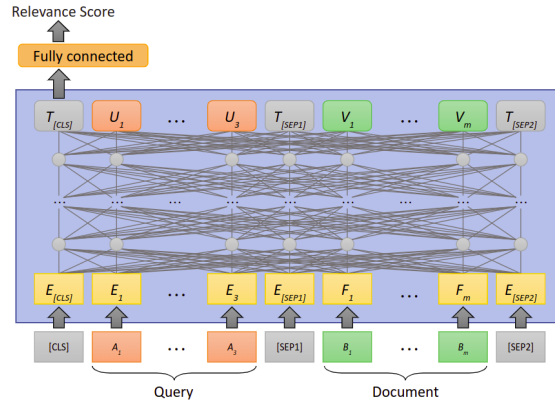 Relevance Score
Fully connected
T[CLS] U1 ... U3 T[SEP1] V1 ... Vm T[SEP2]
... ... ... ... ... ... ...
E[CLS] E1 ... E3 E[SEP1] F1 ... Fm E[SEP2]
[CLS] A1 ... A3 [SEP1] B1 ... Bm [SEP2]
Query Document